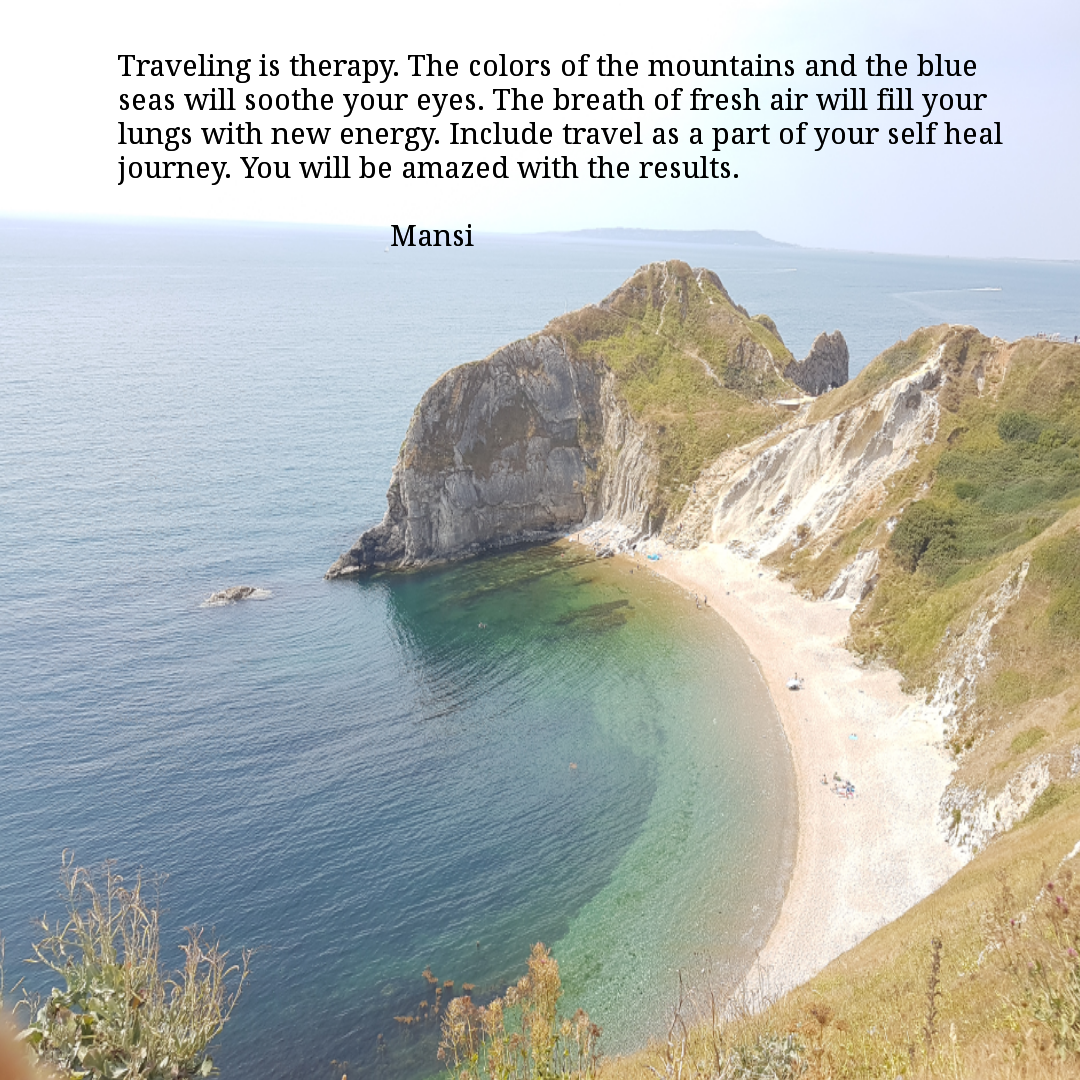 Traveling is therapy. The colors of the mountains and the blue
seas will soothe your eyes. The breath of fresh air will fill your
lungs with new energy. Include travel as a part of your self heal
journey. You will be amazed with the results.
Mansi